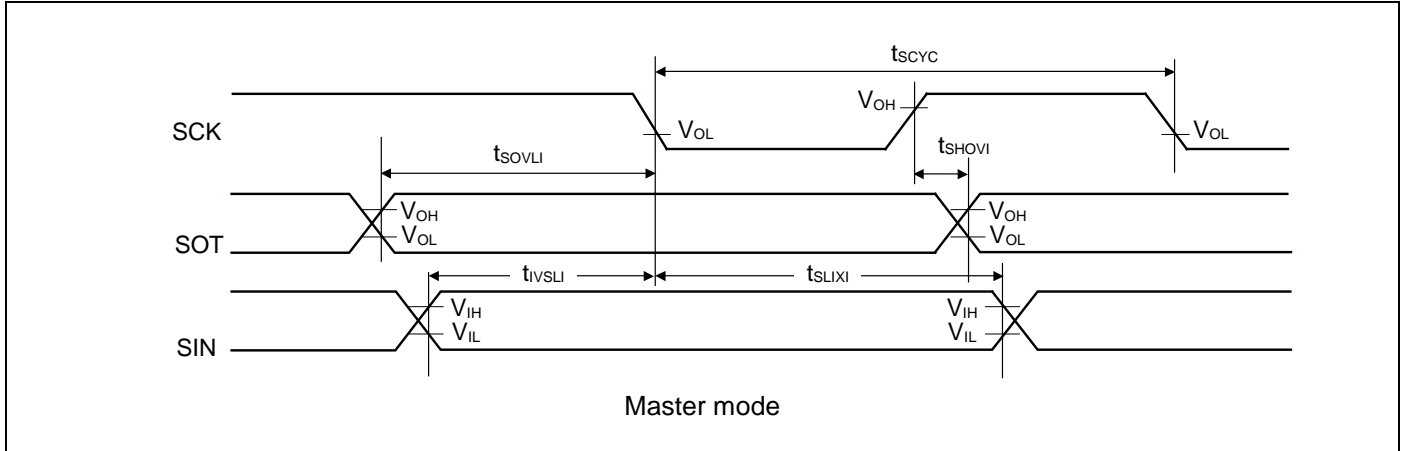 tSCYC
SCK
VOH
VOL
VOL
tSOVLI
tSHOVI
SOT
VOH
VOL
VOH
VOL
tIVSLI
tSLIXI
SIN
VIH
VIL
VIH
VIL
Master mode